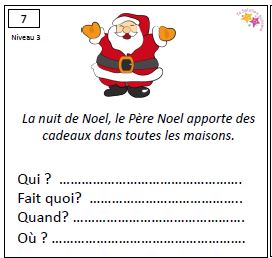 7
Niveau 3
La nuit de Noel, le Père Noel apporte des
cadeaux dans toutes les maisons.
Qui ? ……………………………………….
Fait quoi? ……………………………………..
Quand? …………………………………….
Où ? ………………………………………….